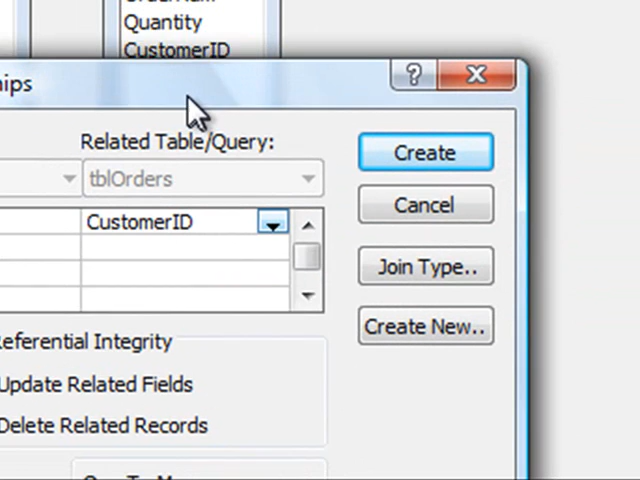 Quantity
CustomerID
ips
Related Table/Query:
tblOrders
CustomerID
Create
Cancel
Join Type..
Create New..
Referential Integrity
Update Related Fields
Delete Related Records